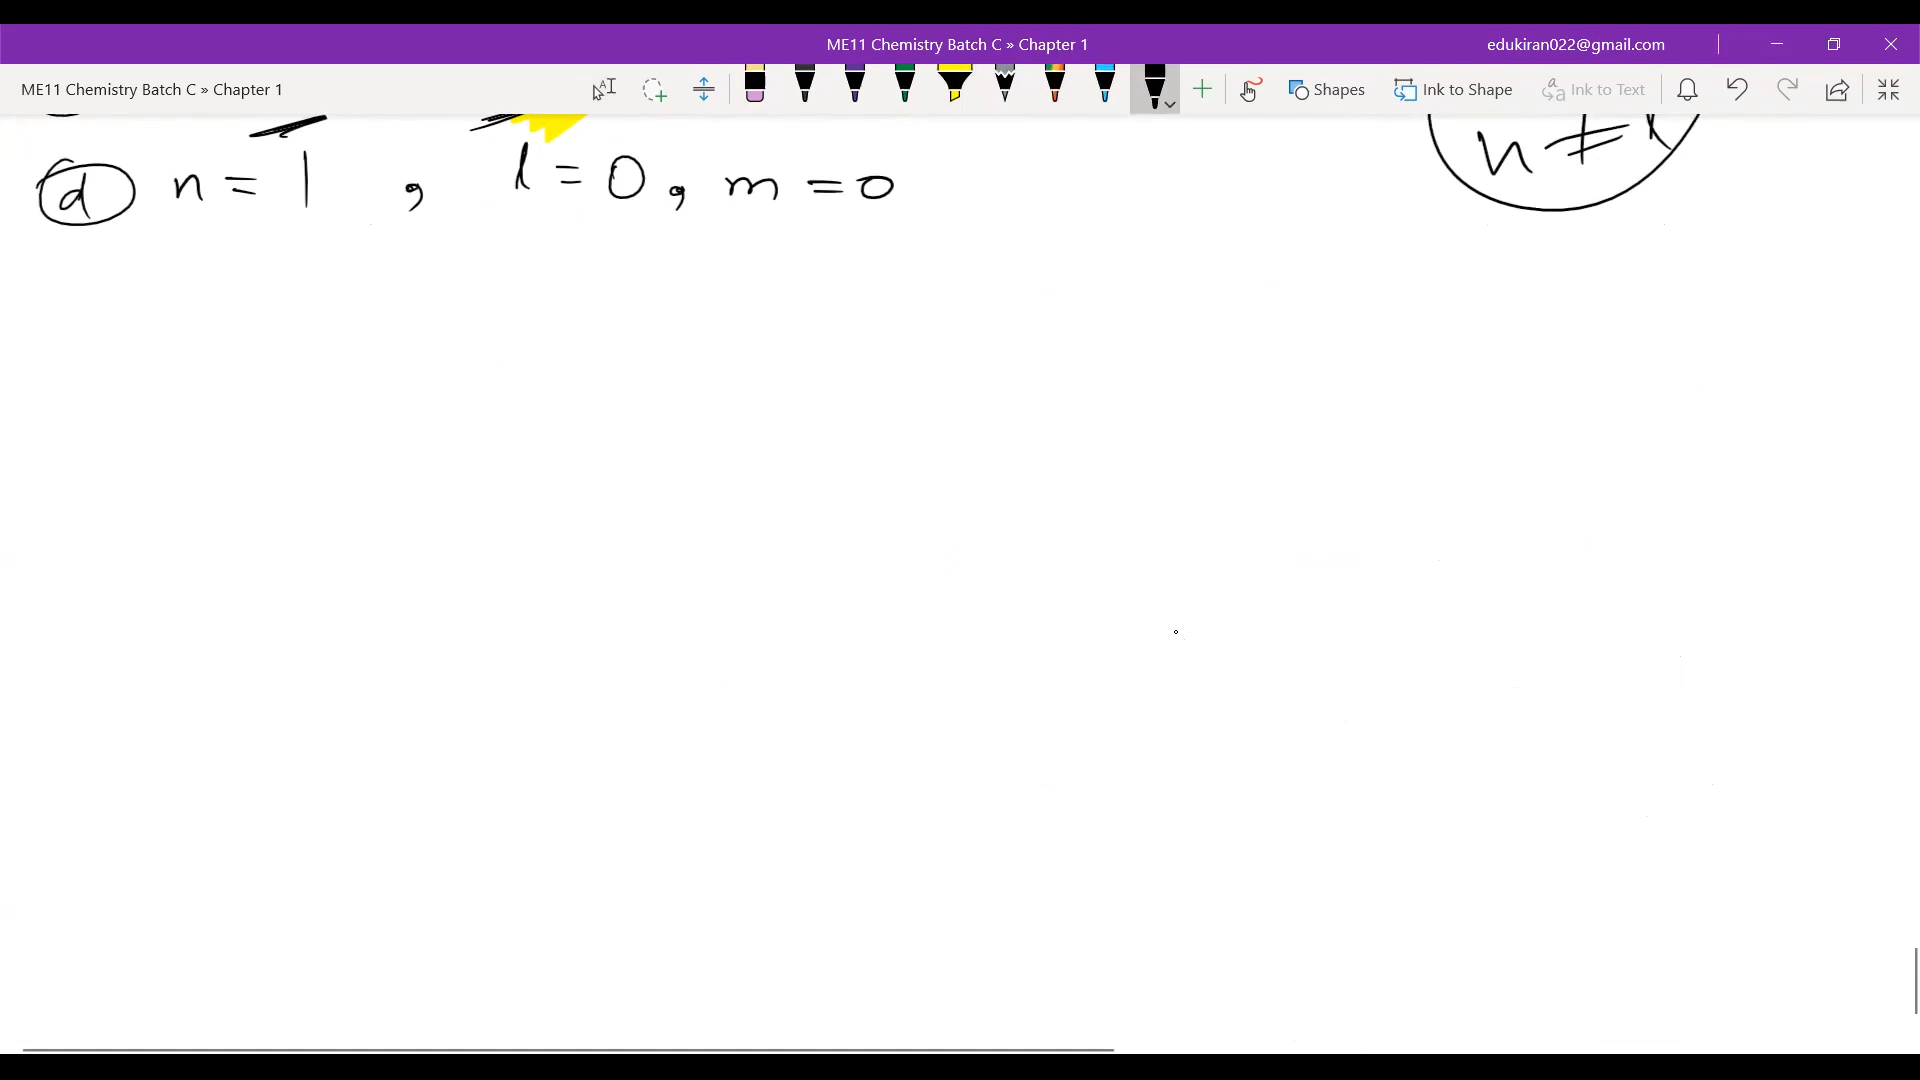 ME11 Chemistry Batch C » Chapter 1
edukiran022@gmail.com
ME11 Chemistry Batch C » Chapter 1
Shapes
Ink to Shape
Ink to Text
n ≠ l
d n = 1 , l = 0, m = 0